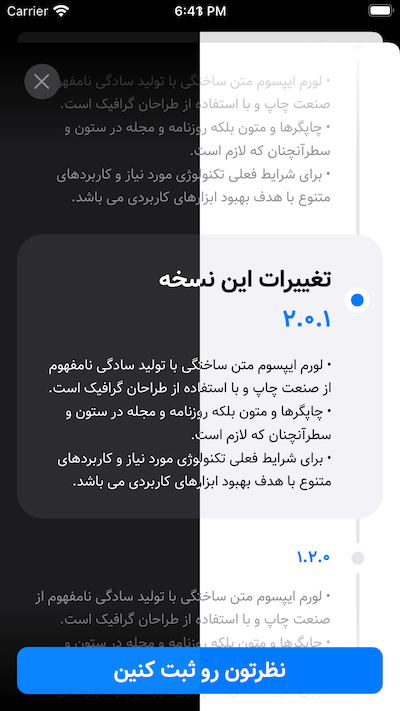 Carrier 6:41 PM
• لورم ایپسوم متن ساختگی با تولید سادگی نامفهوم از
صنعت چاپ و با استفاده از طراحان گرافیک است.
• چاپگرها و متون بلکه روزنامه و مجله در ستون و
سطرآنچنان که لازم است.
• برای شرایط فعلی تکنولوژی مورد نیاز و کاربردهای
متنوع با هدف بهبود ابزارهای کاربردی می باشد.
تغییرات این نسخه
۲.۰.۱
• لورم ایپسوم متن ساختگی با تولید سادگی نامفهوم
از صنعت چاپ و با استفاده از طراحان گرافیک است.
• چاپگرها و متون بلکه روزنامه و مجله در ستون و
سطرآنچنان که لازم است.
• برای شرایط فعلی تکنولوژی مورد نیاز و کاربردهای
متنوع با هدف بهبود ابزارهای کاربردی می باشد.
۱.۲.۰
• لورم ایپسوم متن ساختگی با تولید سادگی نامفهوم از
صنعت چاپ و با استفاده از طراحان گرافیک است.
• چاپگرها و متون بلکه روزنامه و مجله در ستون و
نظرتون رو ثبت کنین